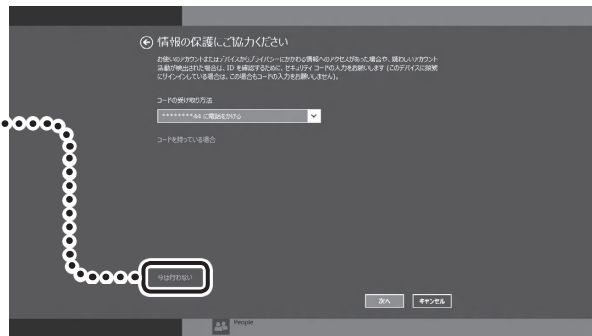 情報の保護にご協力ください
お使いのアカウントまたはデバイスからプライバシーにかかわる情報へのアクセスがあった場合や、疑わしいアカウント
活動が検出された場合は、ID を確認するために、セキュリティ コードの入力をお願いします (このデバイスに頻繁
にサインインしている場合は、この場合もコードの入力をお願いしません)。
コードの受け取り方法
********44 に電話をかける
コードを持っている場合
今は行わない
次へ キャンセル
People